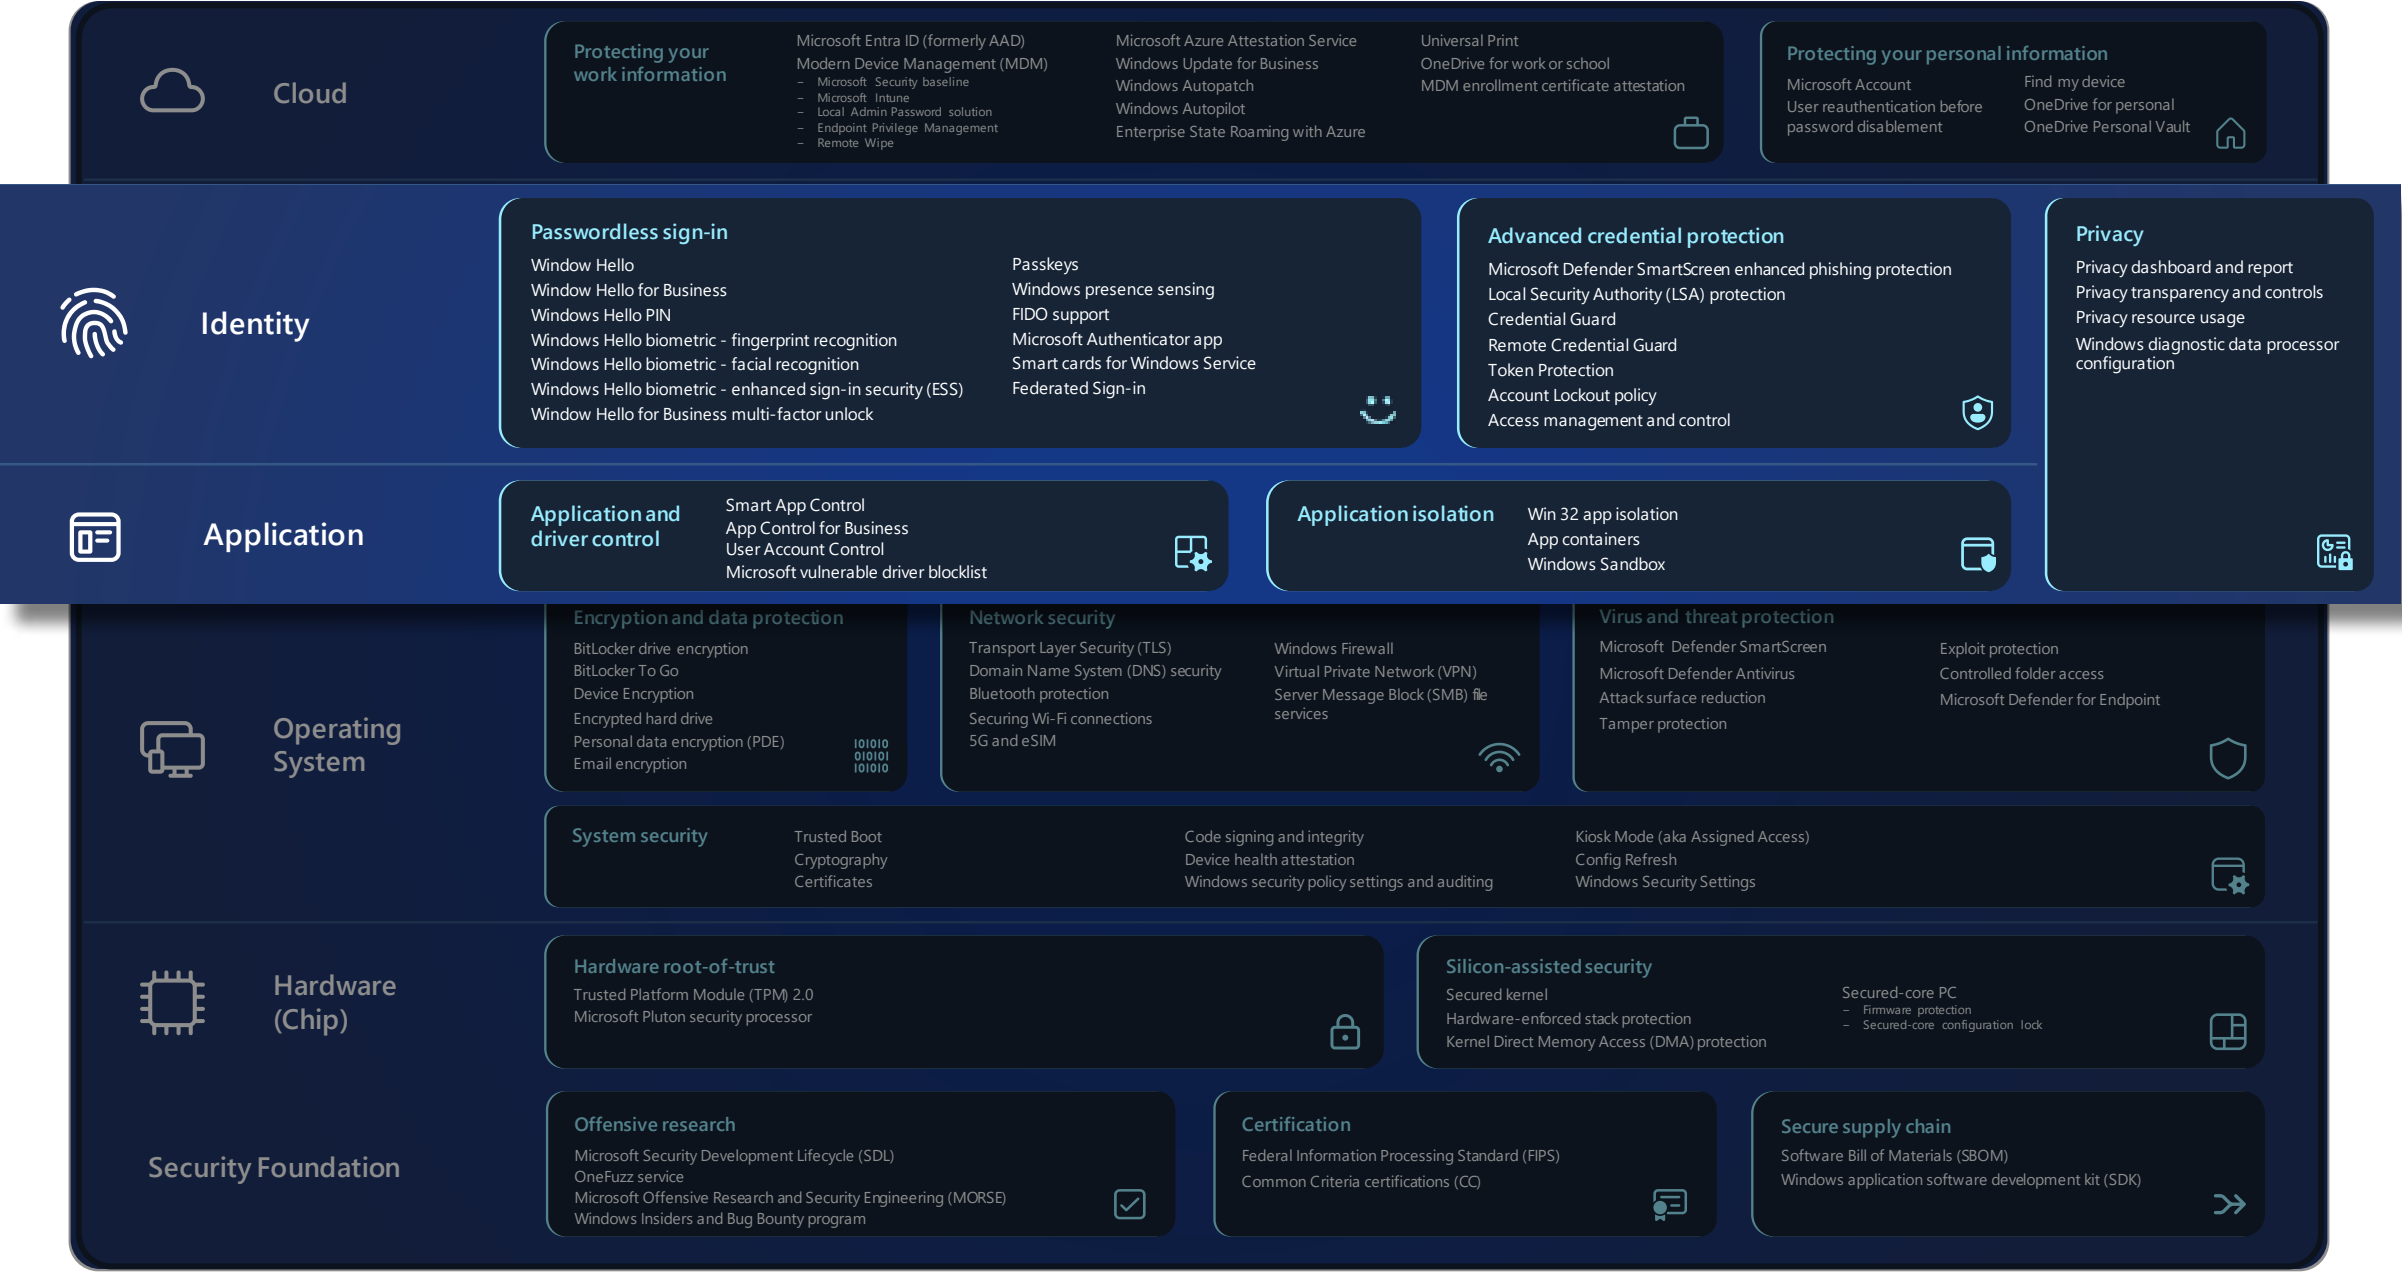 Cloud
Protecting your
work information
Microsoft Entra ID (formerly AAD)
Modern Device Management (MDM)
– Microsoft Security baseline
– Microsoft Intune
– Local Admin Password solution
– Endpoint Privilege Management
– Remote Wipe
Microsoft Azure Attestation Service
Windows Update for Business
Windows Autopatch
Windows Autopilot
Enterprise State Roaming with Azure
Universal Print
OneDrive for work or school
MDM enrollment certificate attestation
Protecting your personal information
Microsoft Account
User reauthentication before
password disablement
Find my device
OneDrive for personal
OneDrive Personal Vault
Identity
Passwordless sign-in
Window Hello
Window Hello for Business
Windows Hello PIN
Windows Hello biometric - fingerprint recognition
Windows Hello biometric - facial recognition
Windows Hello biometric - enhanced sign-in security (ESS)
Window Hello for Business multi-factor unlock
Passkeys
Windows presence sensing
FIDO support
Microsoft Authenticator app
Smart cards for Windows Service
Federated Sign-in
Advanced credential protection
Microsoft Defender SmartScreen enhanced phishing protection
Local Security Authority (LSA) protection
Credential Guard
Remote Credential Guard
Token Protection
Account Lockout policy
Access management and control
Privacy
Privacy dashboard and report
Privacy transparency and controls
Privacy resource usage
Windows diagnostic data processor
configuration
Application
Application and
driver control
Smart App Control
App Control for Business
User Account Control
Microsoft vulnerable driver blocklist
Application isolation
Win 32 app isolation
App containers
Windows Sandbox
Operating
System
Encryption and data protection
BitLocker drive encryption
BitLocker To Go
Device Encryption
Encrypted hard drive
Personal data encryption (PDE)
Email encryption
101010
010101
101010
Network security
Transport Layer Security (TLS)
Domain Name System (DNS) security
Bluetooth protection
Securing Wi-Fi connections
5G and eSIM
Windows Firewall
Virtual Private Network (VPN)
Server Message Block (SMB) file
services
Virus and threat protection
Microsoft Defender SmartScreen
Microsoft Defender Antivirus
Attack surface reduction
Tamper protection
Exploit protection
Controlled folder access
Microsoft Defender for Endpoint
System security
Trusted Boot
Cryptography
Certificates
Code signing and integrity
Device health attestation
Windows security policy settings and auditing
Kiosk Mode (aka Assigned Access)
Config Refresh
Windows Security Settings
Hardware
(Chip)
Hardware root-of-trust
Trusted Platform Module (TPM) 2.0
Microsoft Pluton security processor
Silicon-assisted security
Secured kernel
Hardware-enforced stack protection
Kernel Direct Memory Access (DMA) protection
Secured-core PC
– Firmware protection
– Secured-core configuration lock
Security Foundation
Offensive research
Microsoft Security Development Lifecycle (SDL)
OneFuzz service
Microsoft Offensive Research and Security Engineering (MORSE)
Windows Insiders and Bug Bounty program
Certification
Federal Information Processing Standard (FIPS)
Common Criteria certifications (CC)
Secure supply chain
Software Bill of Materials (SBOM)
Windows application software development kit (SDK)